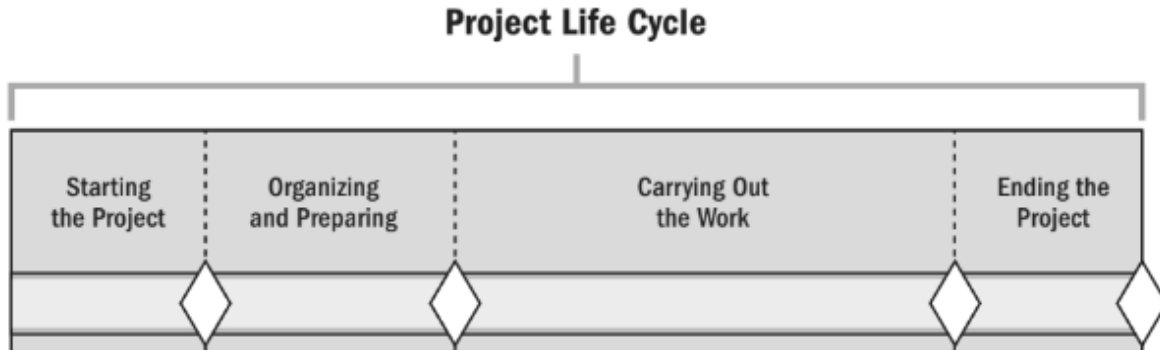 Project Life Cycle
Starting
the Project
Organizing
and Preparing
Carrying Out
the Work
Ending the
Project